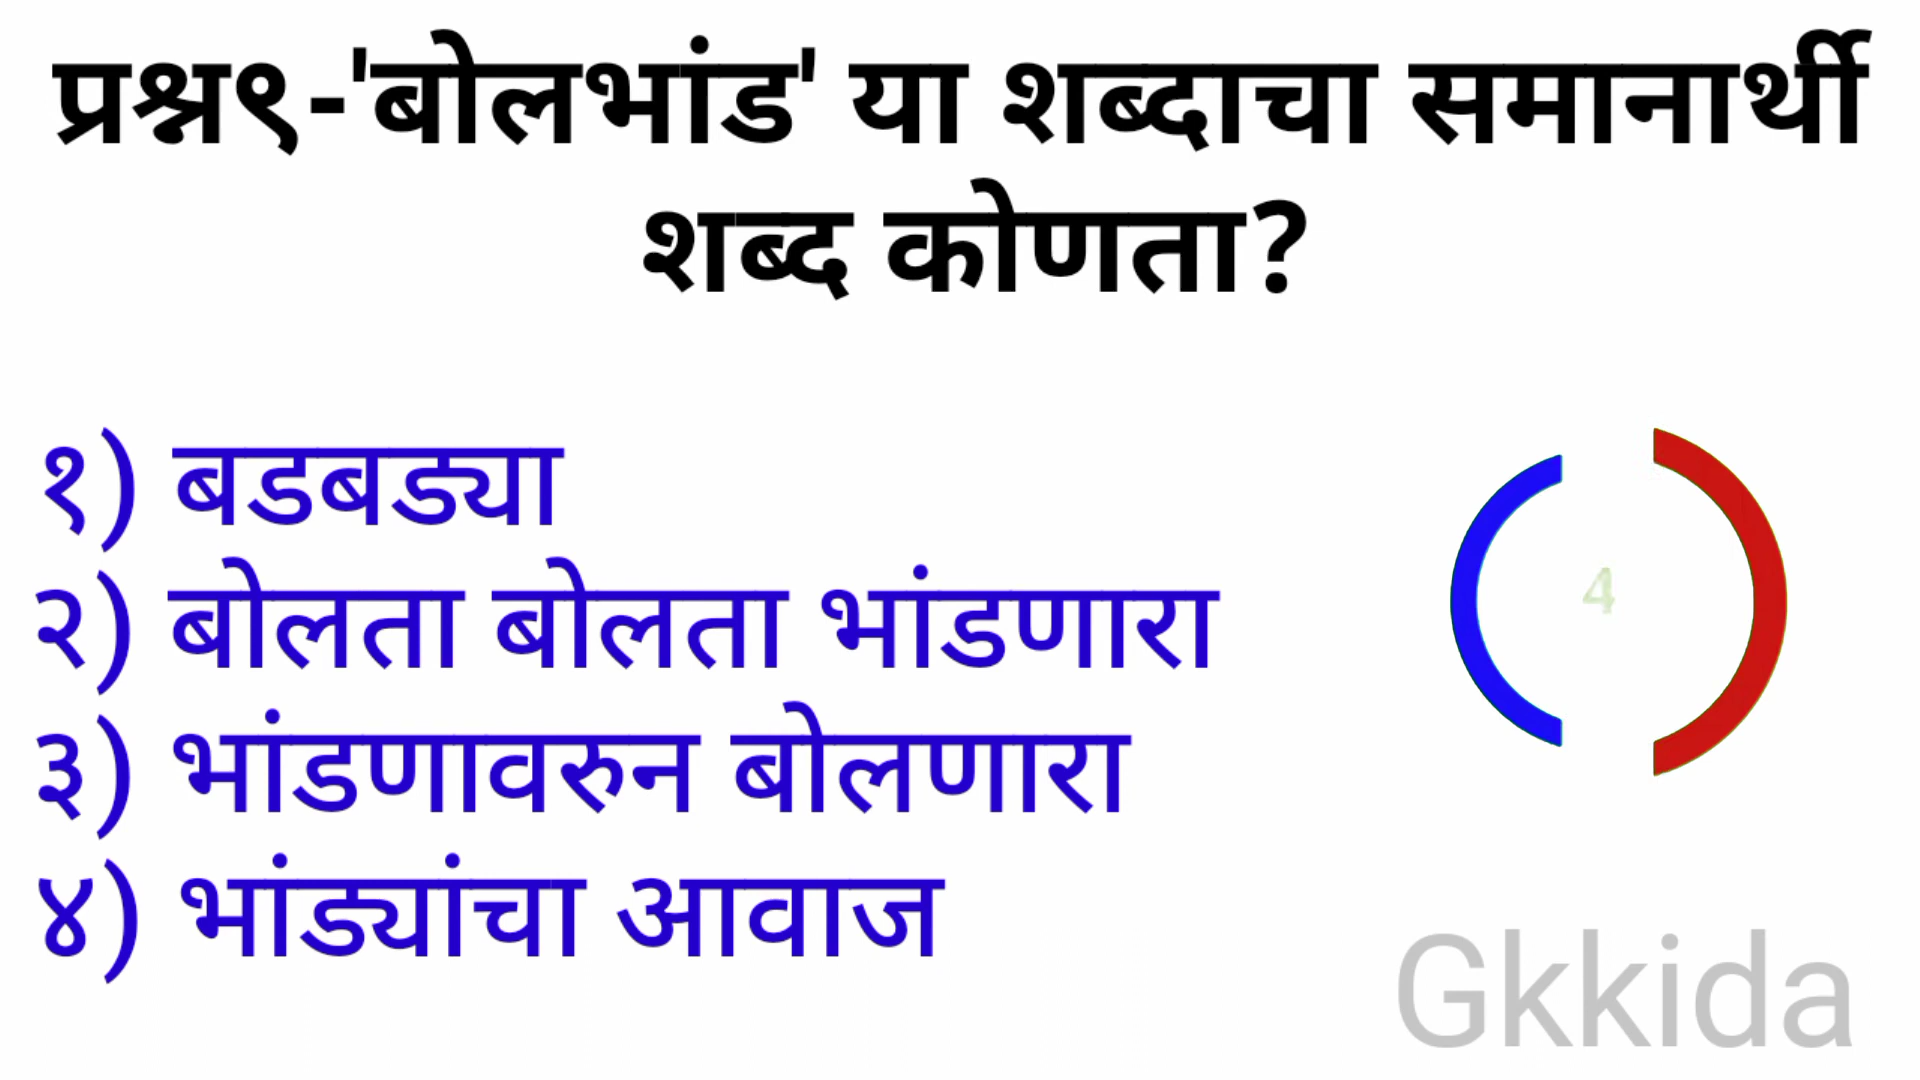 प्रश्न९-'बोलभांड' या शब्दाचा समानार्थी
शब्द कोणता?
१) बडबड्या
२) बोलता बोलता भांडणारा
३) भांडणावरुन बोलणारा
४) भांड्यांचा आवाज
4
Gkkida